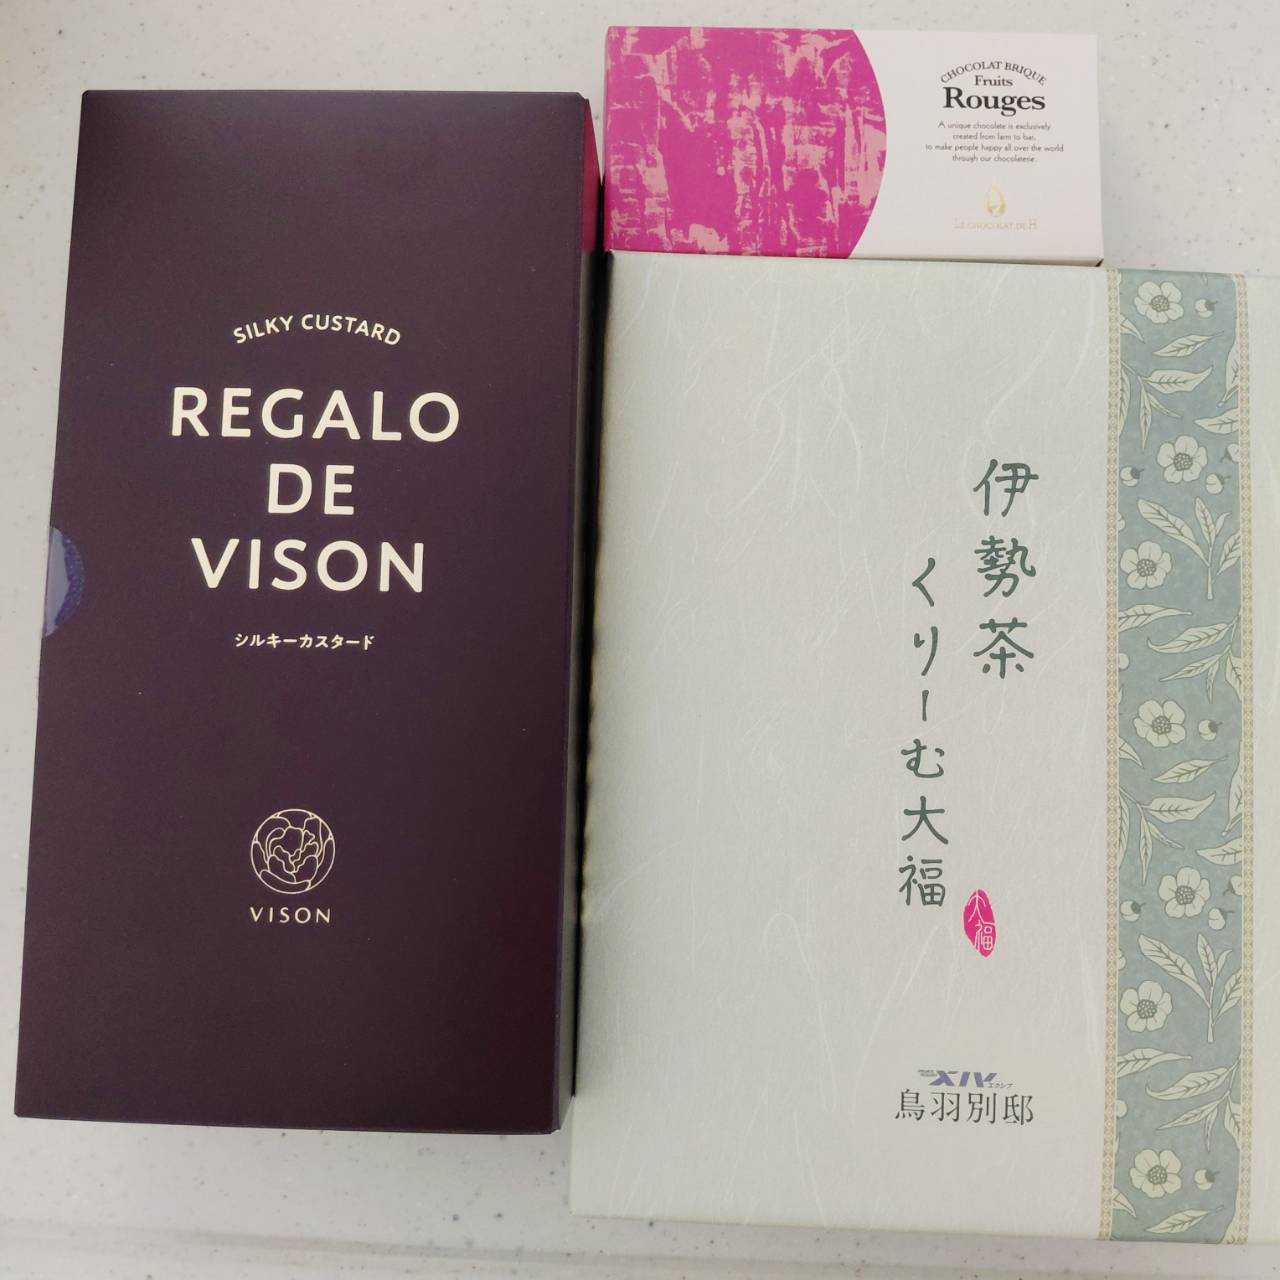 SILKY CUSTARD
REGALO
DE
VISON
シルキーカスタード
VISON
CHOCOLAT BRIQUE
Fruits
Rouges
A unique chocolate is exclusively
created from farm to bar,
to make people happy all over the world
through our chocolaterie.
LE CHOCOLAT DE H
伊勢茶
くりーむ大福
大福
XIV
エクシブ
鳥羽別邸